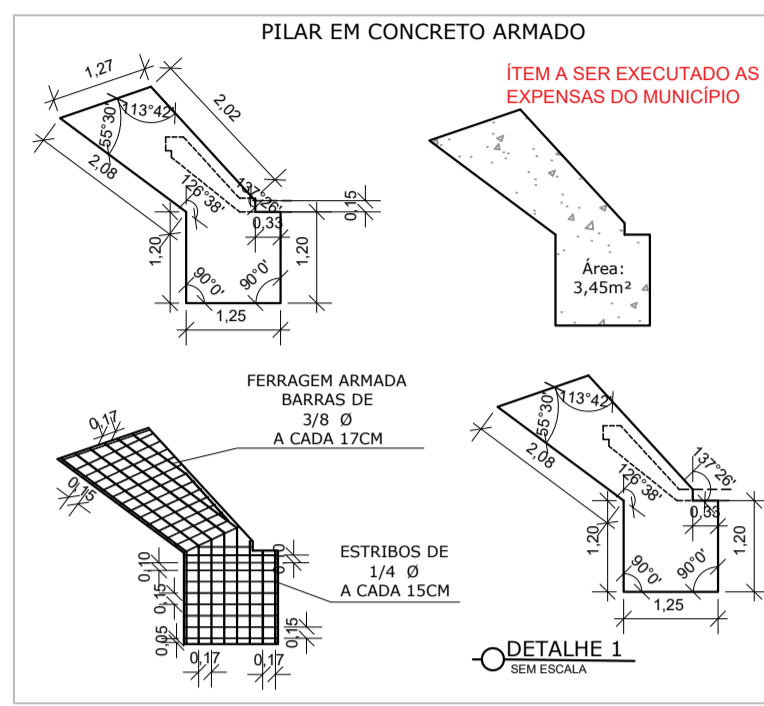 PILAR EM CONCRETO ARMADO
ÍTEM A SER EXECUTADO AS
EXPENSAS DO MUNICÍPIO
1,27
2,02
113°42'
55°30'
2,08
126°38'
137°26'
0,15
0,33
1,20
1,20
90°0'
90°0'
1,25
Área:
3,45m²
FERRAGEM ARMADA
BARRAS DE
3/8 Ø
A CADA 17CM
0,17
0,15
0,10
0,15
0,05
0,17
0,17
0,15
ESTRIBOS DE
1/4 Ø
A CADA 15CM
113°42'
55°30'
2,08
126°38'
137°26'
0,33
1,20
1,20
90°0'
90°0'
1,25
DETALHE 1
SEM ESCALA